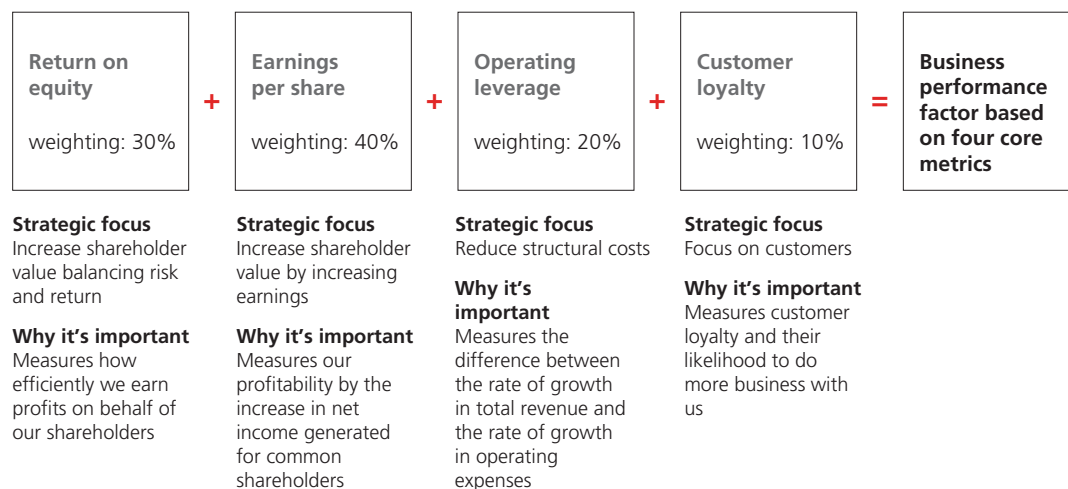 Return on
equity
weighting: 30%
+
Earnings
per share
weighting: 40%
+
Operating
leverage
weighting: 20%
+
Customer
loyalty
weighting: 10%
=
Business
performance
factor based
on four core
metrics
Strategic focus
Increase shareholder
value balancing risk
and return
Why it’s important
Measures how
efficiently we earn
profits on behalf of
our shareholders
Strategic focus
Increase shareholder
value by increasing
earnings
Why it’s important
Measures our
profitability by the
increase in net
income generated
for common
shareholders
Strategic focus
Reduce structural costs
Why it’s
important
Measures the
difference between
the rate of growth
in total revenue and
the rate of growth
in operating
expenses
Strategic focus
Focus on customers
Why it’s important
Measures customer
loyalty and their
likelihood to do
more business with
us